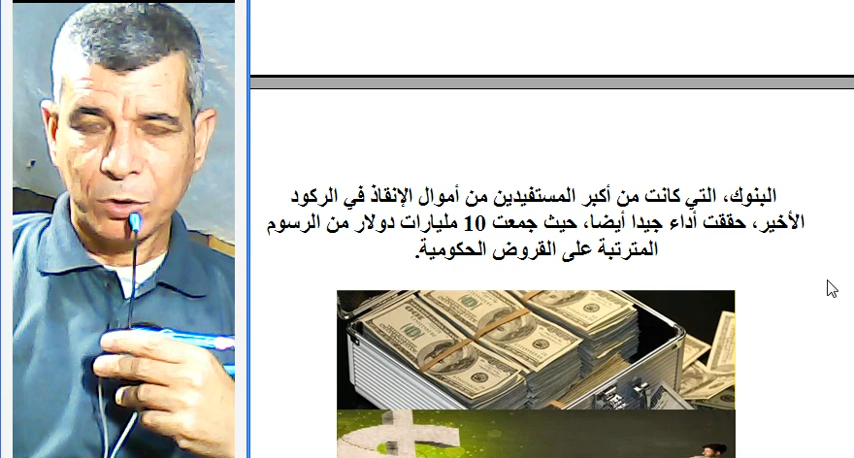 البنوك، التي كانت من أكبر المستفيدين من أموال الإنقاذ في الركود
الأخير، حققت أداء جيدا أيضا، حيث جمعت 10 مليارات دولار من الرسوم
المترتبة على القروض الحكومية.